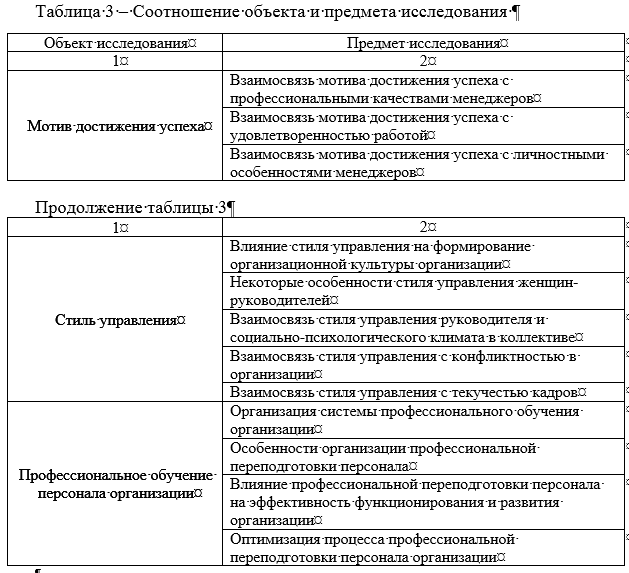 Таблица 3 – Соотношение объекта и предмета исследования ¶
Объект исследования¤ Предмет исследования¤
1¤ 2¤
Мотив достижения успеха¤
Взаимосвязь мотива достижения успеха с
профессиональными качествами менеджеров¤
Взаимосвязь мотива достижения успеха с
удовлетворенностью работой¤
Взаимосвязь мотива достижения успеха с личностными
особенностями менеджеров¤
Продолжение таблицы 3¶
1¤ 2¤
Стиль управления¤
Влияние стиля управления на формирование
организационной культуры организации¤
Некоторые особенности стиля управления женщин-
руководителей¤
Взаимосвязь стиля управления руководителя и
социально-психологического климата в коллективе¤
Взаимосвязь стиля управления с конфликтностью в
организации¤
Взаимосвязь стиля управления с текучестью кадров¤
Профессиональное обучение
персонала организации¤
Организация системы профессионального обучения
организации¤
Особенности организации профессиональной
переподготовки персонала¤
Влияние профессиональной переподготовки персонала
на эффективность функционирования и развития
организации¤
Оптимизация процесса профессиональной
переподготовки персонала организации¤